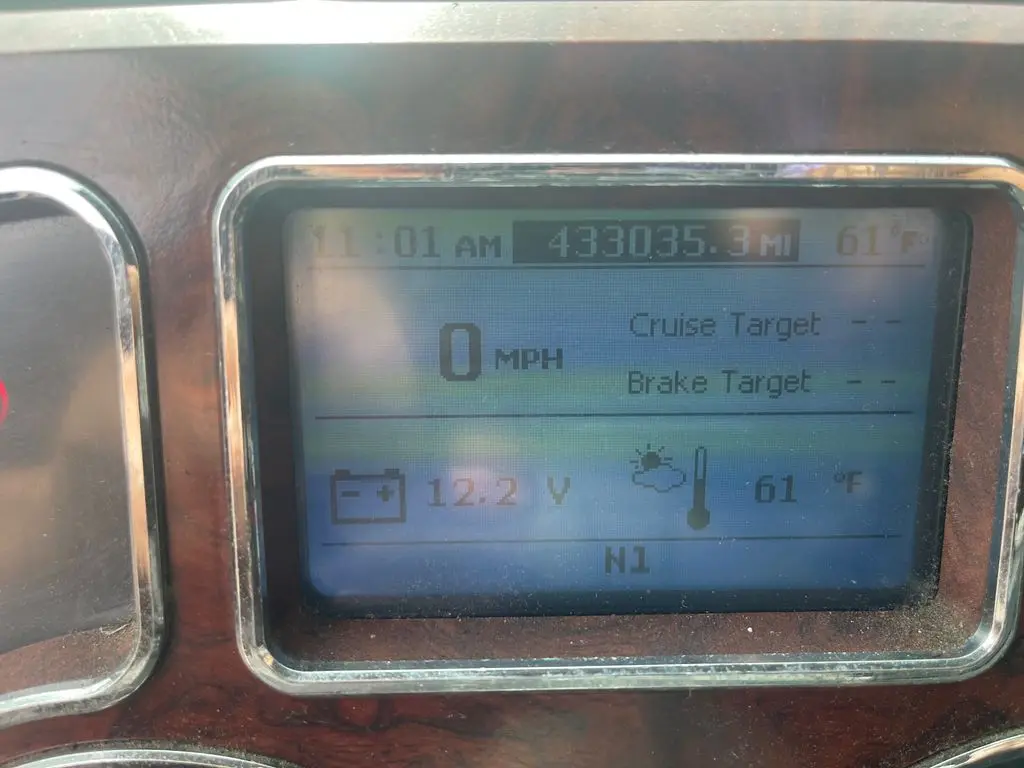 11:01 AM 433035.3 MI 61°F
0 MPH
Cruise Target --
Brake Target --
12.2 V 61 °F
N1